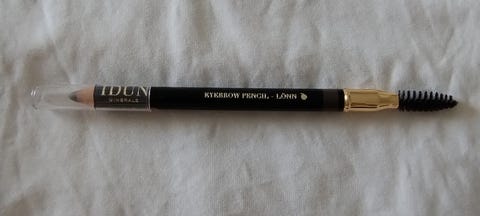 IDUN
MINERALS
EYEBROW PENCIL - LÖNN